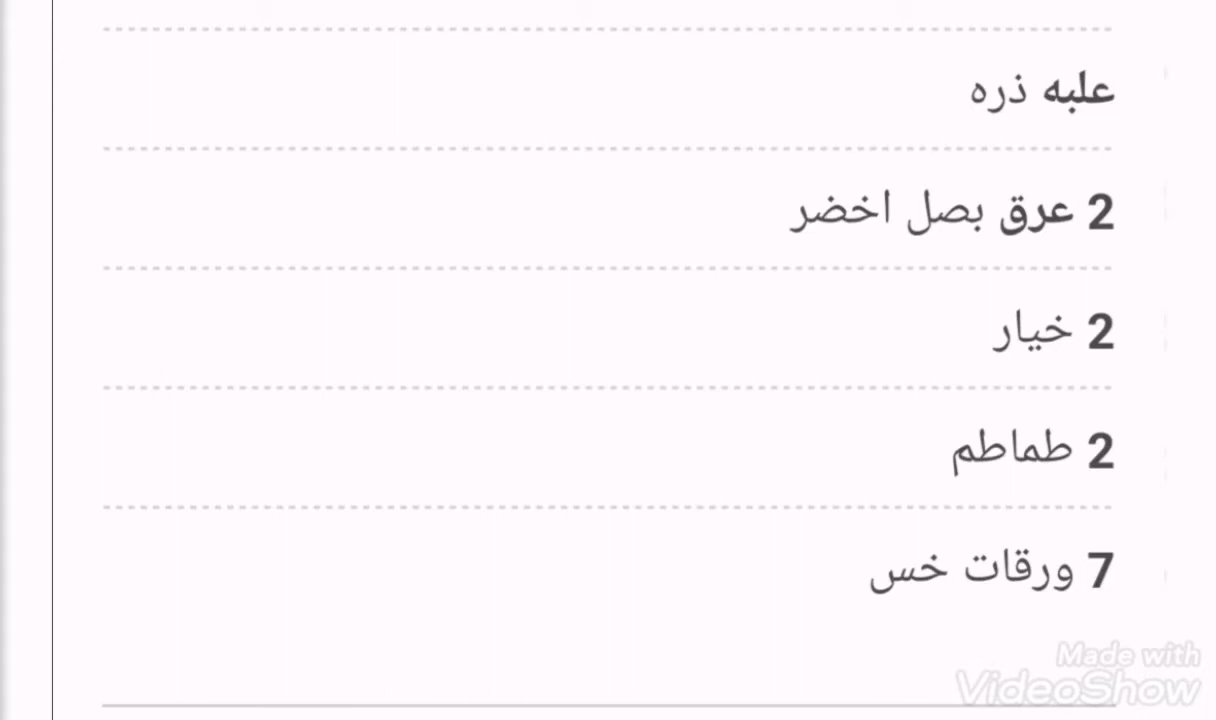 علبه ذره
2 عرق بصل اخضر
2 خيار
2 طماطم
7 ورقات خس
Made with
VideoShow